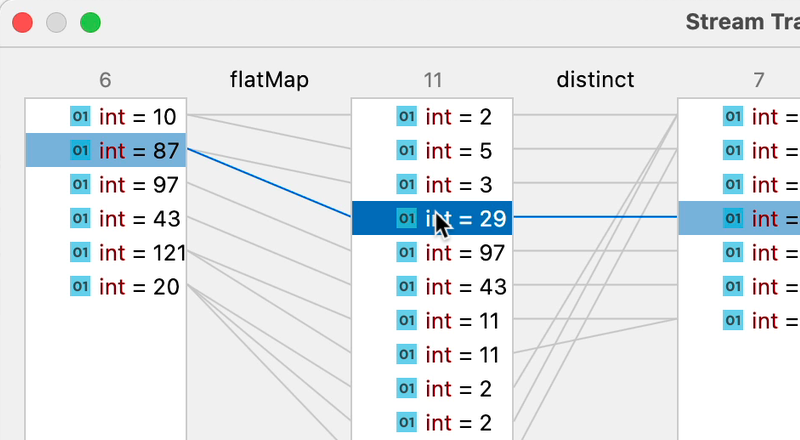 Stream Tra
6 flatMap 11 distinct 7
01 int = 10 01 int = 2 01 int =
01 int = 87 01 int = 5 01 int =
01 int = 97 01 int = 3 01 int =
01 int = 43 01 int = 29 01 int =
01 int = 121 01 int = 97 01 int =
01 int = 20 01 int = 43 01 int =
01 int = 11 01 int =
01 int = 11
01 int = 2
01 int = 2